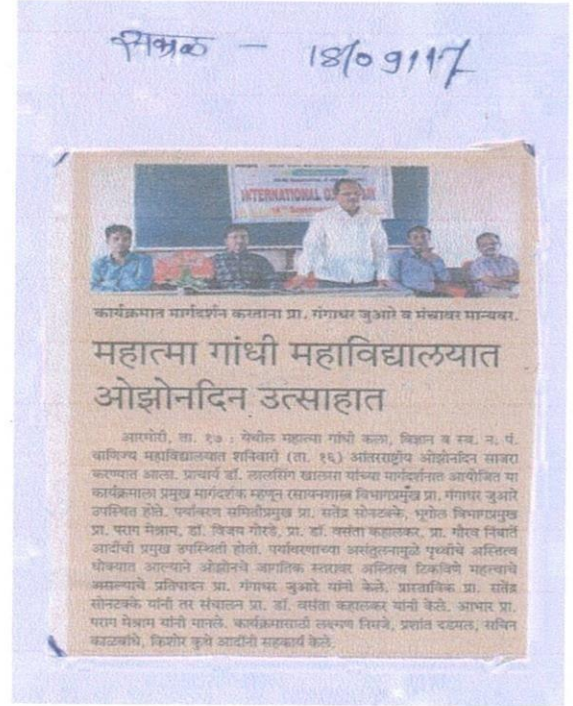 सकाळ - 18/09/17
INTERNATIONAL
कार्यक्रमात मार्गदर्शन करताना प्रा. गंगाधर जुआरे व मंचावर मान्यवर.
महात्मा गांधी महाविद्यालयात
ओझोनदिन उत्साहात
आरमोरी, ता. १७ : येथील महात्मा गांधी कला, विज्ञान व स्व. न. पं.
वाणिज्य महाविद्यालयात शनिवारी (ता. १६) आंतरराष्ट्रीय ओझोनदिन साजरा
करण्यात आला. प्राचार्य डॉ. लालसिंग खालसा यांच्या मार्गदर्शनात आयोजित या
कार्यक्रमाला प्रमुख मार्गदर्शक म्हणून रसायनशास्त्र विभागप्रमुख प्रा. गंगाधर जुआरे
उपस्थित होते. पर्यावरण समितीप्रमुख प्रा. सतेंद्र सोनटक्के, भूगोल विभागप्रमुख
प्रा. पराग मेश्राम, डॉ. विजय गोरडे, प्रा. डॉ. वसंता कहालकर, प्रा. गौरव निंबार्ते
आदींची प्रमुख उपस्थिती होती. पर्यावरणाच्या असंतुलनामुळे पृथ्वीचे अस्तित्व
धोक्यात आल्याने ओझोनचे जागतिक स्तरावर अस्तित्व टिकविणे महत्त्वाचे
असल्याचे प्रतिपादन प्रा. गंगाधर जुआरे यांनी केले. प्रास्ताविक प्रा. सतेंद्र
सोनटक्के यांनी तर संचालन प्रा. डॉ. वसंता कहालकर यांनी केले. आभार प्रा.
पराग मेश्राम यांनी मानले. कार्यक्रमासाठी लक्ष्मण निमजे, प्रशांत दडमल, सचिन
काळबांधे, किशोर कुथे आदींनी सहकार्य केले.